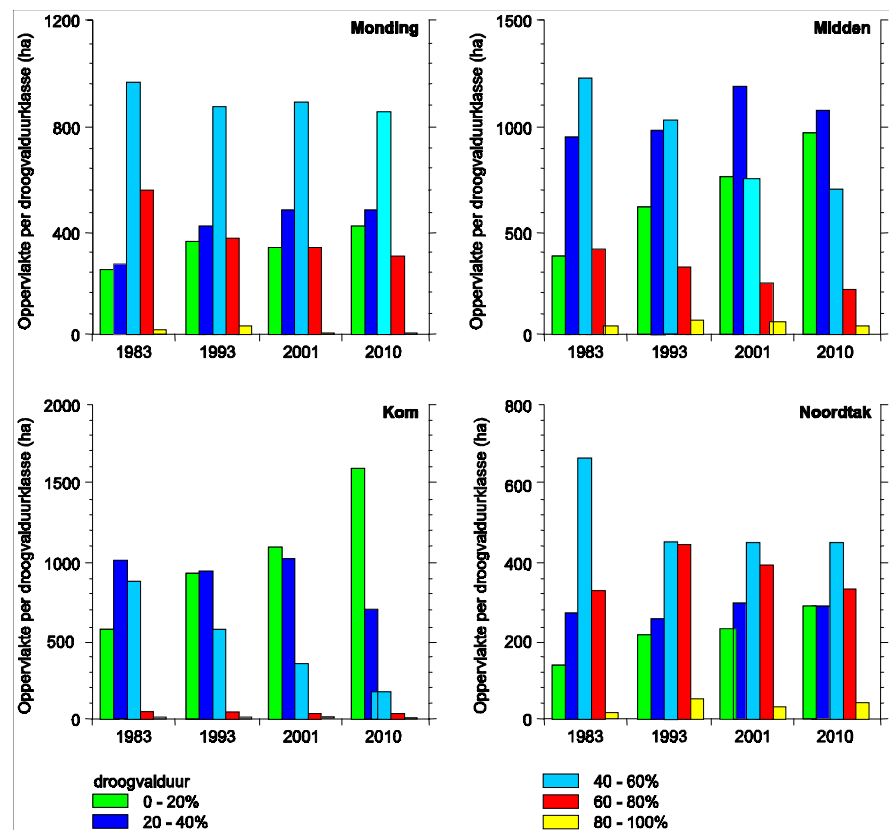 Monding
Oppervlakte per droogvalduurklasse (ha)
1200
800
400
0
1983 1993 2001 2010
Midden
Oppervlakte per droogvalduurklasse (ha)
1500
1000
500
0
1983 1993 2001 2010
Kom
Oppervlakte per droogvalduurklasse (ha)
2000
1500
1000
500
0
1983 1993 2001 2010
Noordtak
Oppervlakte per droogvalduurklasse (ha)
800
600
400
200
0
1983 1993 2001 2010
droogvalduur
0 - 20%
20 - 40%
40 - 60%
60 - 80%
80 - 100%